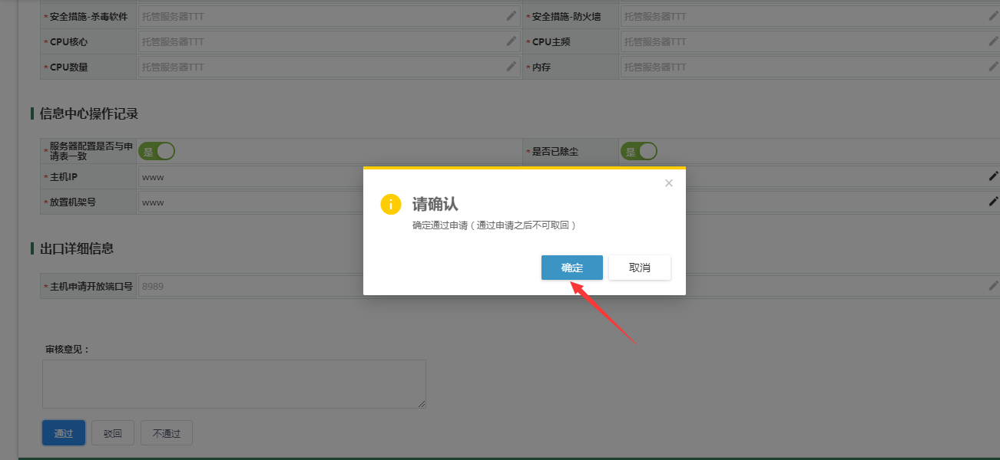 *安全措施-杀毒软件 托管服务器TTT *安全措施-防火墙 托管服务器TTT
*CPU核心 托管服务器TTT *CPU主频 托管服务器TTT
*CPU数量 托管服务器TTT *内存 托管服务器TTT
信息中心操作记录
*服务器配置是否与申
请表一致 是 *是否已除尘 是
*主机IP www
*放置机架号 www
请确认
确定通过申请（通过申请之后不可取回）
确定 取消
出口详细信息
*主机申请开放端口号 8989
审核意见：
通过 驳回 不通过